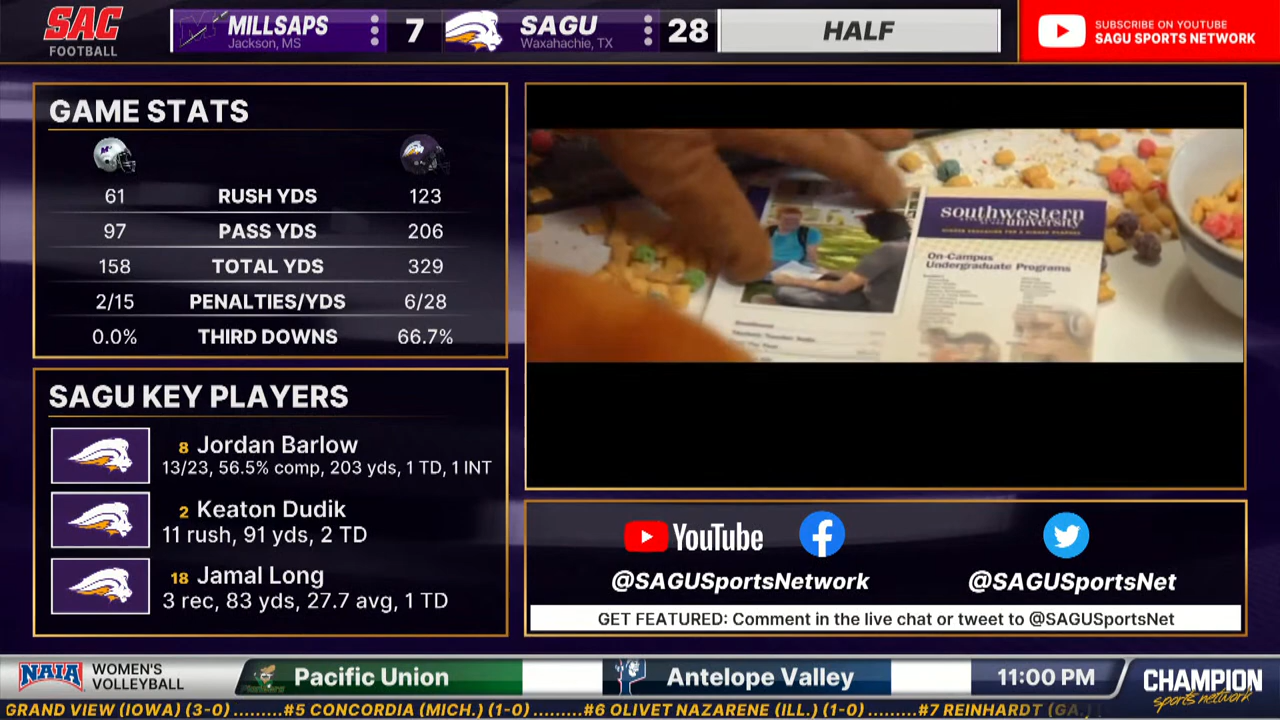 SAC
FOOTBALL
MILLSAPS
Jackson, MS
7
SAGU
Waxahachie, TX
28
HALF
SUBSCRIBE ON YOUTUBE
SAGU SPORTS NETWORK
GAME STATS
61 RUSH YDS 123
97 PASS YDS 206
158 TOTAL YDS 329
2/15 PENALTIES/YDS 6/28
0.0% THIRD DOWNS 66.7%
SAGU KEY PLAYERS
8 Jordan Barlow
13/23, 56.5% comp, 203 yds, 1 TD, 1 INT
2 Keaton Dudik
11 rush, 91 yds, 2 TD
18 Jamal Long
3 rec, 83 yds, 27.7 avg, 1 TD
southwestern
university
On-Campus
Undergraduate Programs
YouTube
@SAGUSportsNetwork
@SAGUSportsNet
GET FEATURED: Comment in the live chat or tweet to @SAGUSportsNet
NAIA
WOMEN'S
VOLLEYBALL
Pacific Union
Antelope Valley
11:00 PM
CHAMPION
sports network
GRAND VIEW (IOWA) (3-0) .........#5 CONCORDIA (MICH.) (1-0) .........#6 OLIVET NAZARENE (ILL.) (1-0) .........#7 REINHARDT (GA.)